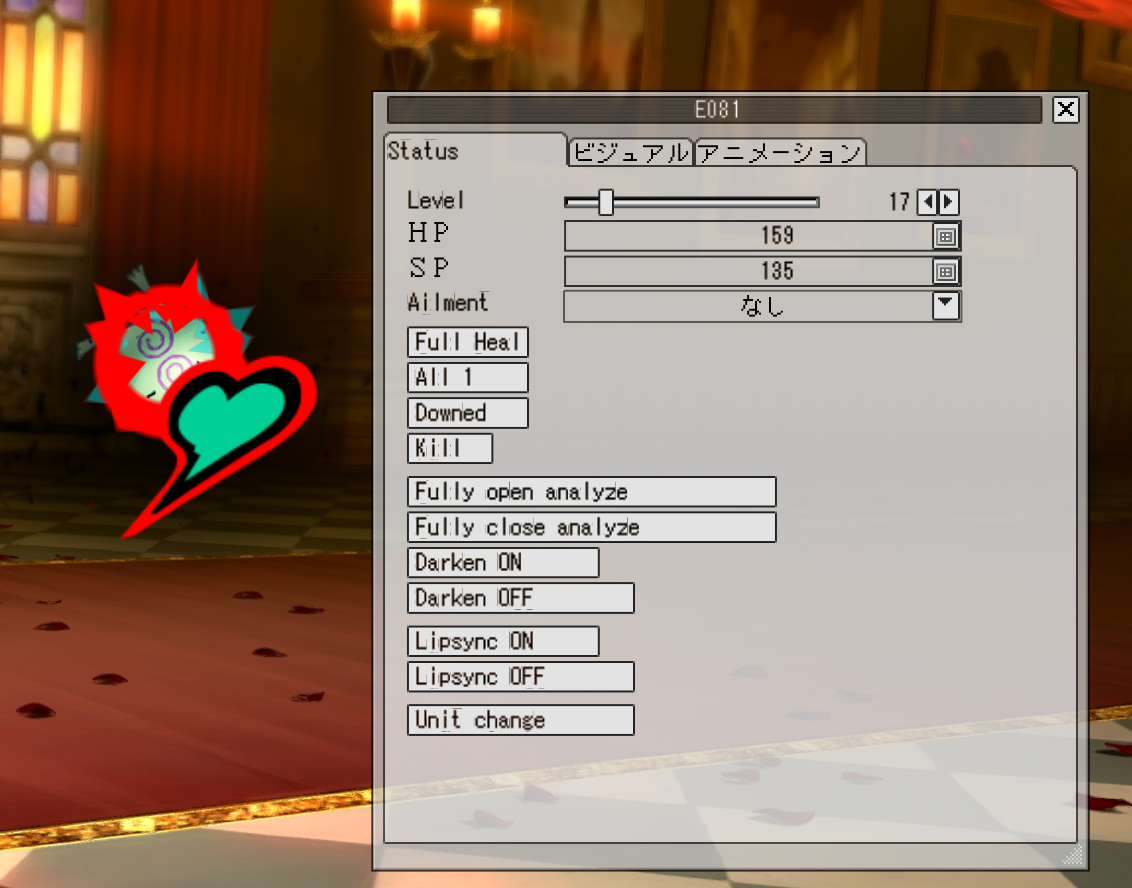 E081
Status ビジュアル アニメーション
Level 17
HP 159
SP 135
Ailment なし
Full Heal
All 1
Downed
Kill
Fully open analyze
Fully close analyze
Darken ON
Darken OFF
Lipsync ON
Lipsync OFF
Unit change